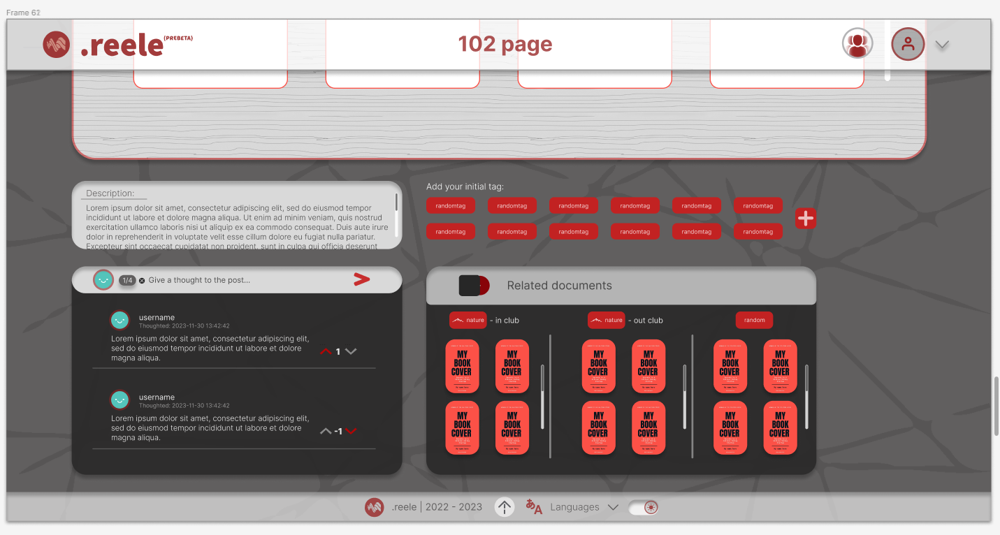 Frame 62
.reele (PREBETA)
102 page
Description:
Lorem ipsum dolor sit amet, consectetur adipiscing elit, sed do eiusmod tempor
incididunt ut labore et dolore magna aliqua. Ut enim ad minim veniam, quis nostrud
exercitation ullamco laboris nisi ut aliquip ex ea commodo consequat. Duis aute irure
dolor in reprehenderit in voluptate velit esse cillum dolore eu fugiat nulla pariatur.
Excepteur sint occaecat cupidatat non proident, sunt in culpa qui officia deserunt
Add your initial tag:
randomtag randomtag randomtag randomtag randomtag randomtag
randomtag randomtag randomtag randomtag randomtag randomtag
1/4 Give a thought to the post...
username
Thoughted: 2023-11-30 13:42:42
Lorem ipsum dolor sit amet, consectetur adipiscing elit,
sed do eiusmod tempor incididunt ut labore et dolore
magna aliqua.
1
username
Thoughted: 2023-11-30 13:42:42
Lorem ipsum dolor sit amet, consectetur adipiscing elit,
sed do eiusmod tempor incididunt ut labore et dolore
magna aliqua.
-1
Related documents
nature - in club
nature - out club
random
MY
BOOK
COVER
MY
BOOK
COVER
MY
BOOK
COVER
MY
BOOK
COVER
MY
BOOK
COVER
MY
BOOK
COVER
MY
BOOK
COVER
MY
BOOK
COVER
MY
BOOK
COVER
MY
BOOK
COVER
MY
BOOK
COVER
MY
BOOK
COVER
.reele | 2022 - 2023
あA Languages